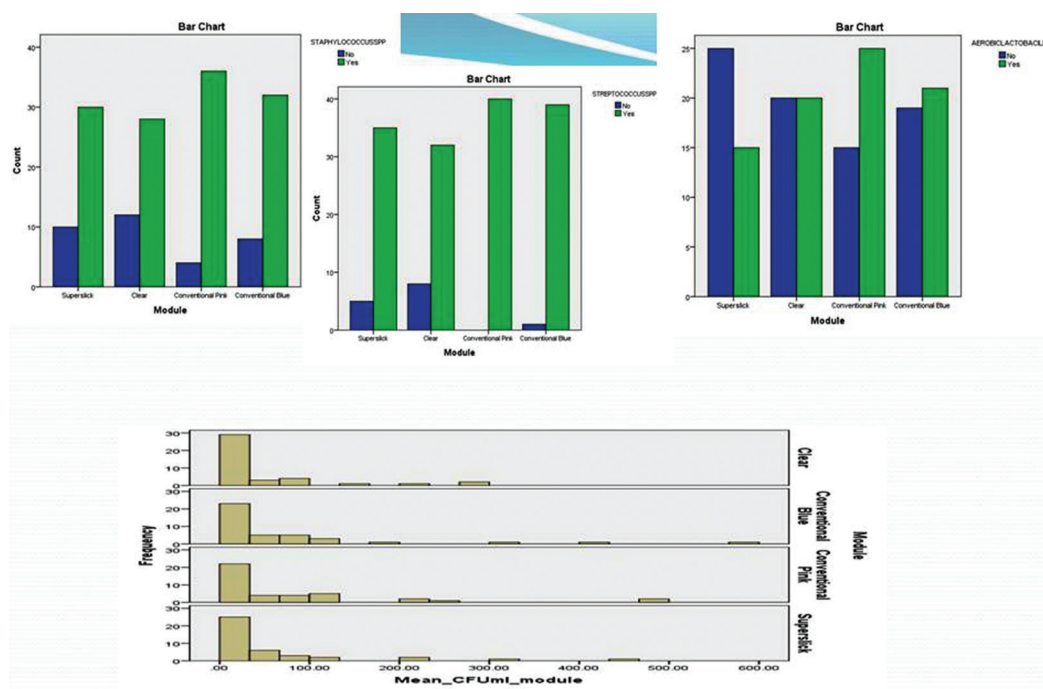 Bar Chart
STAPHYLOCOCCUSSPP
No
Yes
40
30
20
10
0
Count
Superslick Clear Conventional Pink Conventional Blue
Module
Bar Chart
STREPTOCOCCUSSPP
No
Yes
40
30
20
10
0
Count
Superslick Clear Conventional Pink Conventional Blue
Module
Bar Chart
AEROBICLACTOBACILI
No
Yes
25
20
15
10
5
0
Superslick Clear Conventional Pink Conventional Blue
Module
30
20
10
0
Clear
30
20
10
0
Conventional
Blue
30
20
10
0
Conventional
Pink
30
20
10
0
Superslick
Frequency
Module
.00 100.00 200.00 300.00 400.00 500.00 600.00
Mean_CFUml_module